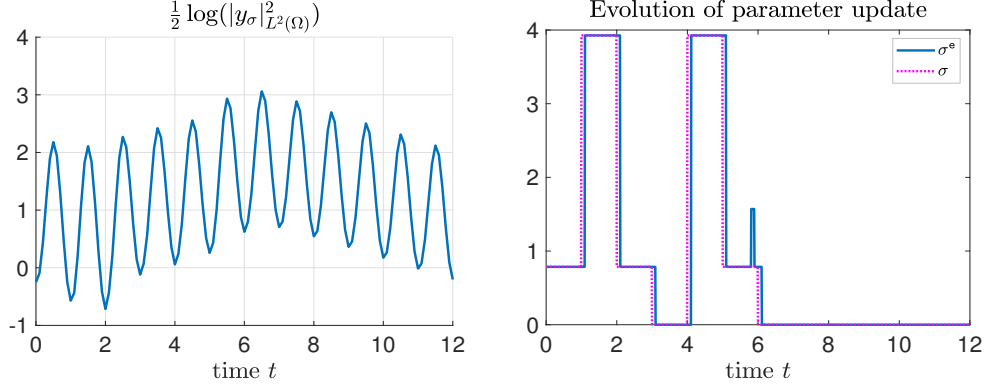 ½ log(|y_σ|²_{L²(Ω)})
4
3
2
1
0
-1
0 2 4 6 8 10 12
time t
Evolution of parameter update
4
3
2
1
0
0 2 4 6 8 10 12
time t
σᵉ
σ